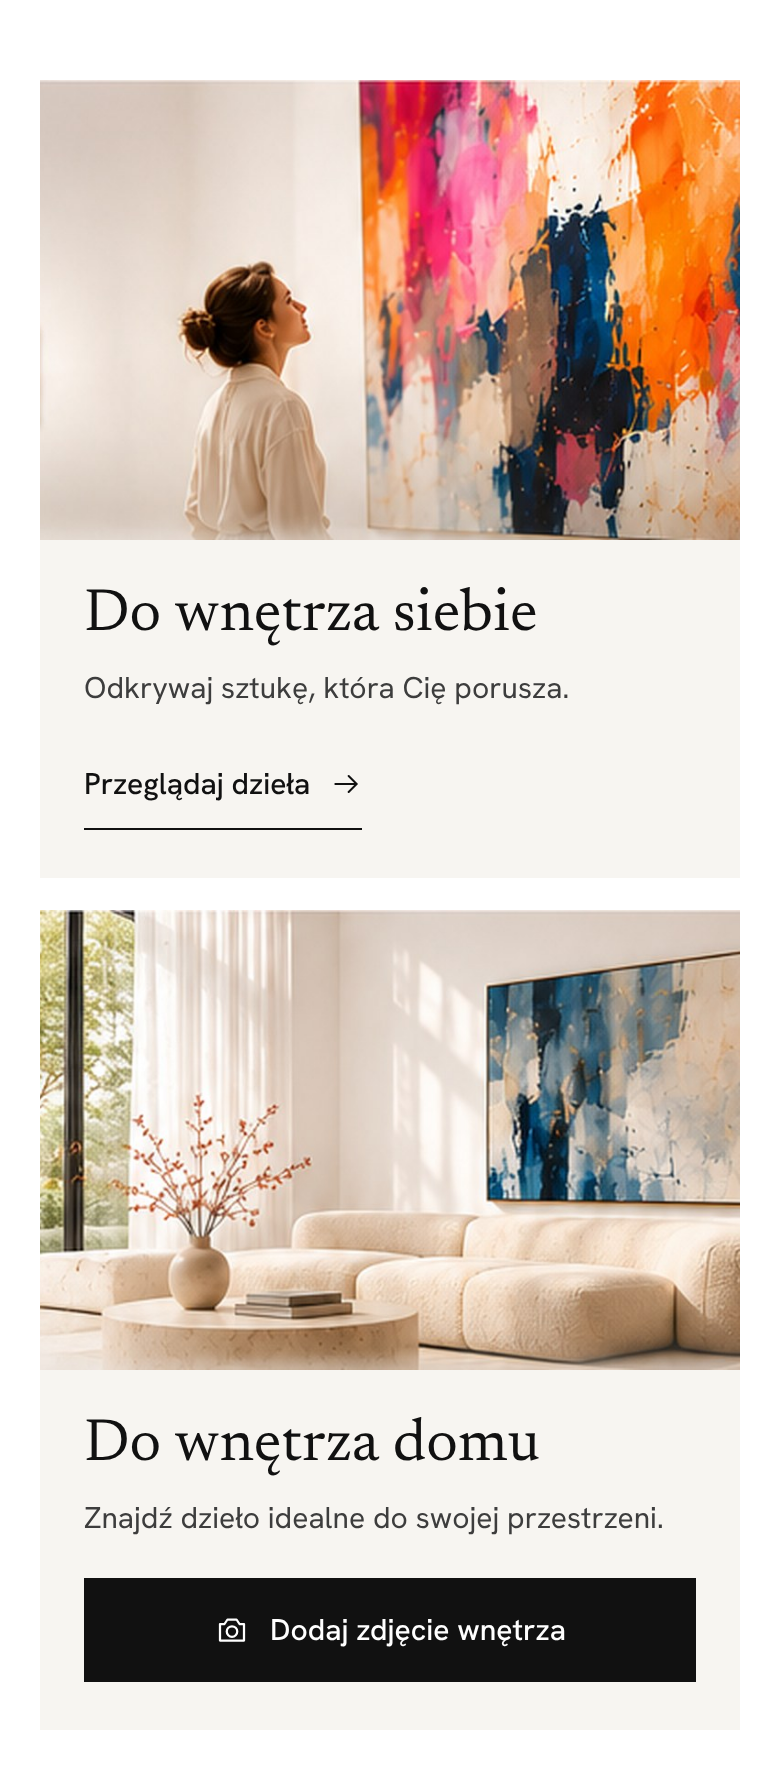 Do wnętrza siebie
Odkrywaj sztukę, która Cię porusza.
Przeglądaj dzieła
Do wnętrza domu
Znajdź dzieło idealne do swojej przestrzeni.
Dodaj zdjęcie wnętrza